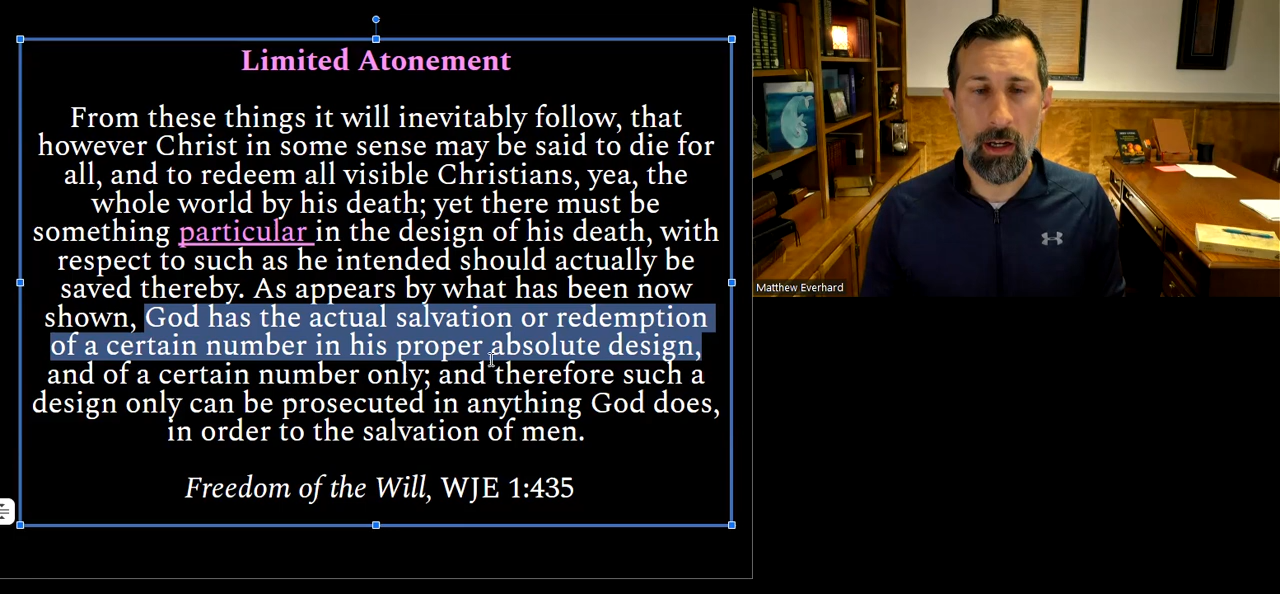 Limited Atonement
From these things it will inevitably follow, that
however Christ in some sense may be said to die for
all, and to redeem all visible Christians, yea, the
whole world by his death; yet there must be
something particular in the design of his death, with
respect to such as he intended should actually be
saved thereby. As appears by what has been now
shown, God has the actual salvation or redemption
of a certain number in his proper absolute design,
and of a certain number only; and therefore such a
design only can be prosecuted in anything God does,
in order to the salvation of men.
Freedom of the Will, WJE 1:435
Matthew Everhard